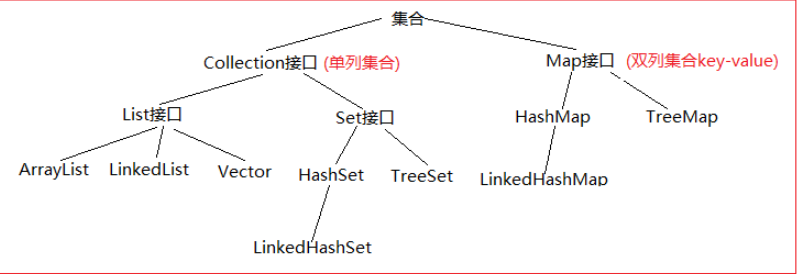 集合
Collection接口 (单列集合)
Map接口 (双列集合key-value)
List接口
Set接口
HashMap
TreeMap
ArrayList
LinkedList
Vector
HashSet
TreeSet
LinkedHashMap
LinkedHashSet